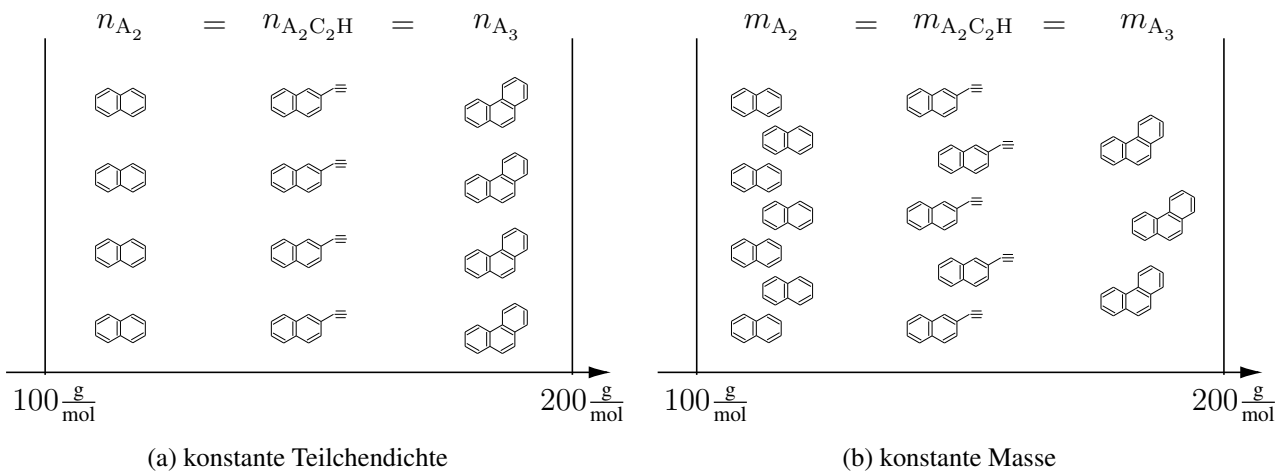 n_{A_2} = n_{A_2C_2H} = n_{A_3}
100 g/mol 200 g/mol
(a) konstante Teilchendichte
m_{A_2} = m_{A_2C_2H} = m_{A_3}
100 g/mol 200 g/mol
(b) konstante Masse